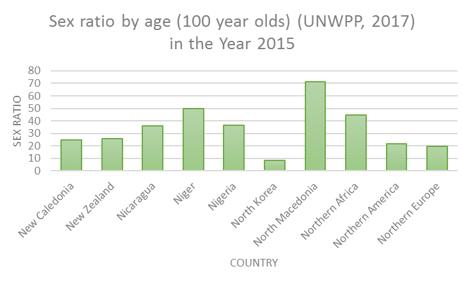 Sex ratio by age (100 year olds) (UNWPP, 2017)
in the Year 2015
80
70
60
50
40
30
20
10
0
SEX RATIO
New Caledonia
New Zealand
Nicaragua
Niger
Nigeria
North Korea
North Macedonia
Northern Africa
Northern America
Northern Europe
COUNTRY